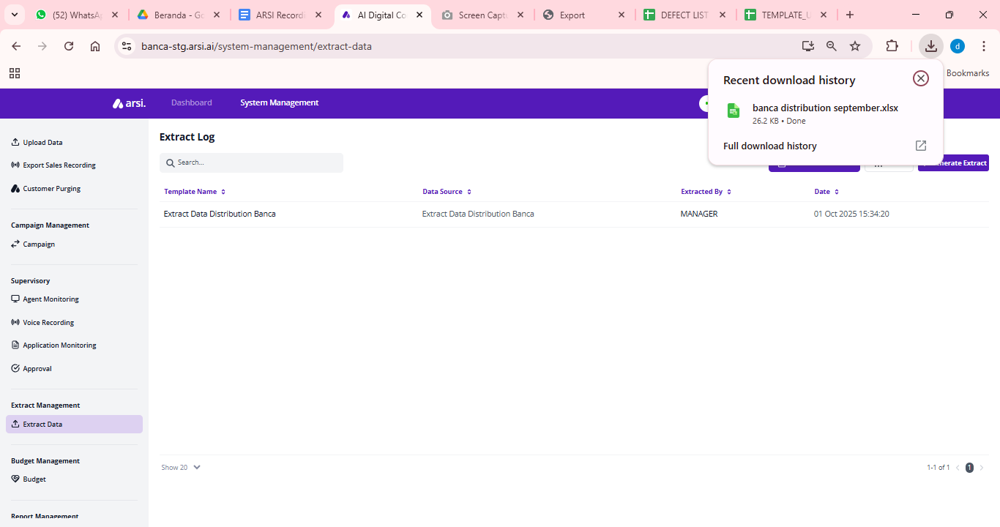 (52) WhatsA
Beranda - Go
ARSI Recordi
AI Digital Co
Screen Captu
Export
DEFECT LIST
TEMPLATE_U
banca-stg.arsi.ai/system-management/extract-data
d
Bookmarks
Recent download history
banca distribution september.xlsx
26.2 KB • Done
Full download history
arsi.
Dashboard
System Management
Upload Data
Export Sales Recording
Customer Purging
Campaign Management
Campaign
Supervisory
Agent Monitoring
Voice Recording
Application Monitoring
Approval
Extract Management
Extract Data
Budget Management
Budget
Report Management
Extract Log
Search...
nerate Extract
Template Name
Data Source
Extracted By
Date
Extract Data Distribution Banca
Extract Data Distribution Banca
MANAGER
01 Oct 2025 15:34:20
Show 20
1-1 of 1
1